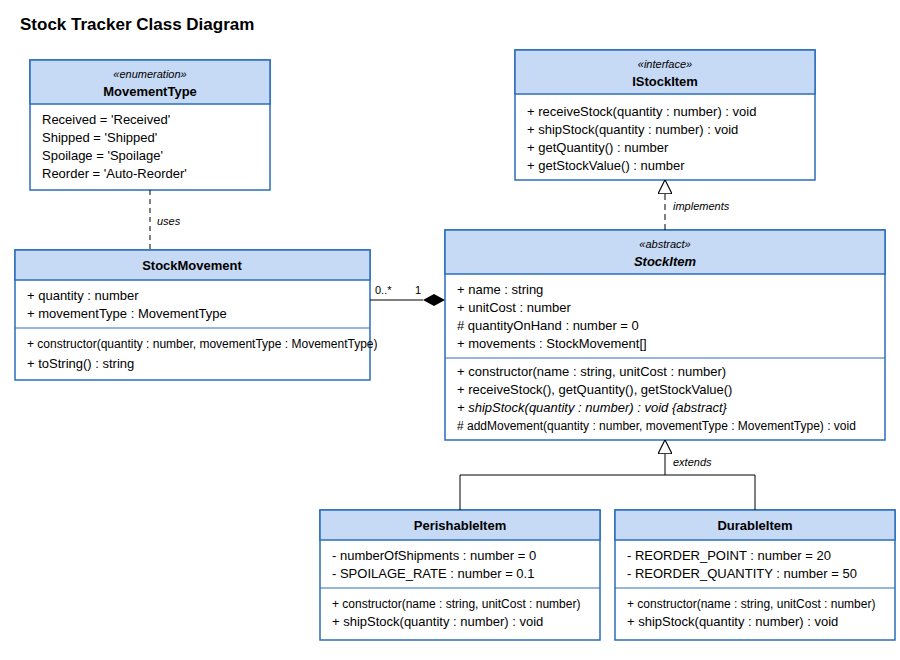 Stock Tracker Class Diagram
«enumeration»
MovementType
Received = 'Received'
Shipped = 'Shipped'
Spoilage = 'Spoilage'
Reorder = 'Auto-Reorder'
«interface»
IStockItem
+ receiveStock(quantity : number) : void
+ shipStock(quantity : number) : void
+ getQuantity() : number
+ getStockValue() : number
uses
implements
StockMovement
+ quantity : number
+ movementType : MovementType
+ constructor(quantity : number, movementType : MovementType)
+ toString() : string
0..*
1
«abstract»
StockItem
+ name : string
+ unitCost : number
# quantityOnHand : number = 0
+ movements : StockMovement[]
+ constructor(name : string, unitCost : number)
+ receiveStock(), getQuantity(), getStockValue()
+ shipStock(quantity : number) : void {abstract}
# addMovement(quantity : number, movementType : MovementType) : void
extends
PerishableItem
- numberOfShipments : number = 0
- SPOILAGE_RATE : number = 0.1
+ constructor(name : string, unitCost : number)
+ shipStock(quantity : number) : void
DurableItem
- REORDER_POINT : number = 20
- REORDER_QUANTITY : number = 50
+ constructor(name : string, unitCost : number)
+ shipStock(quantity : number) : void